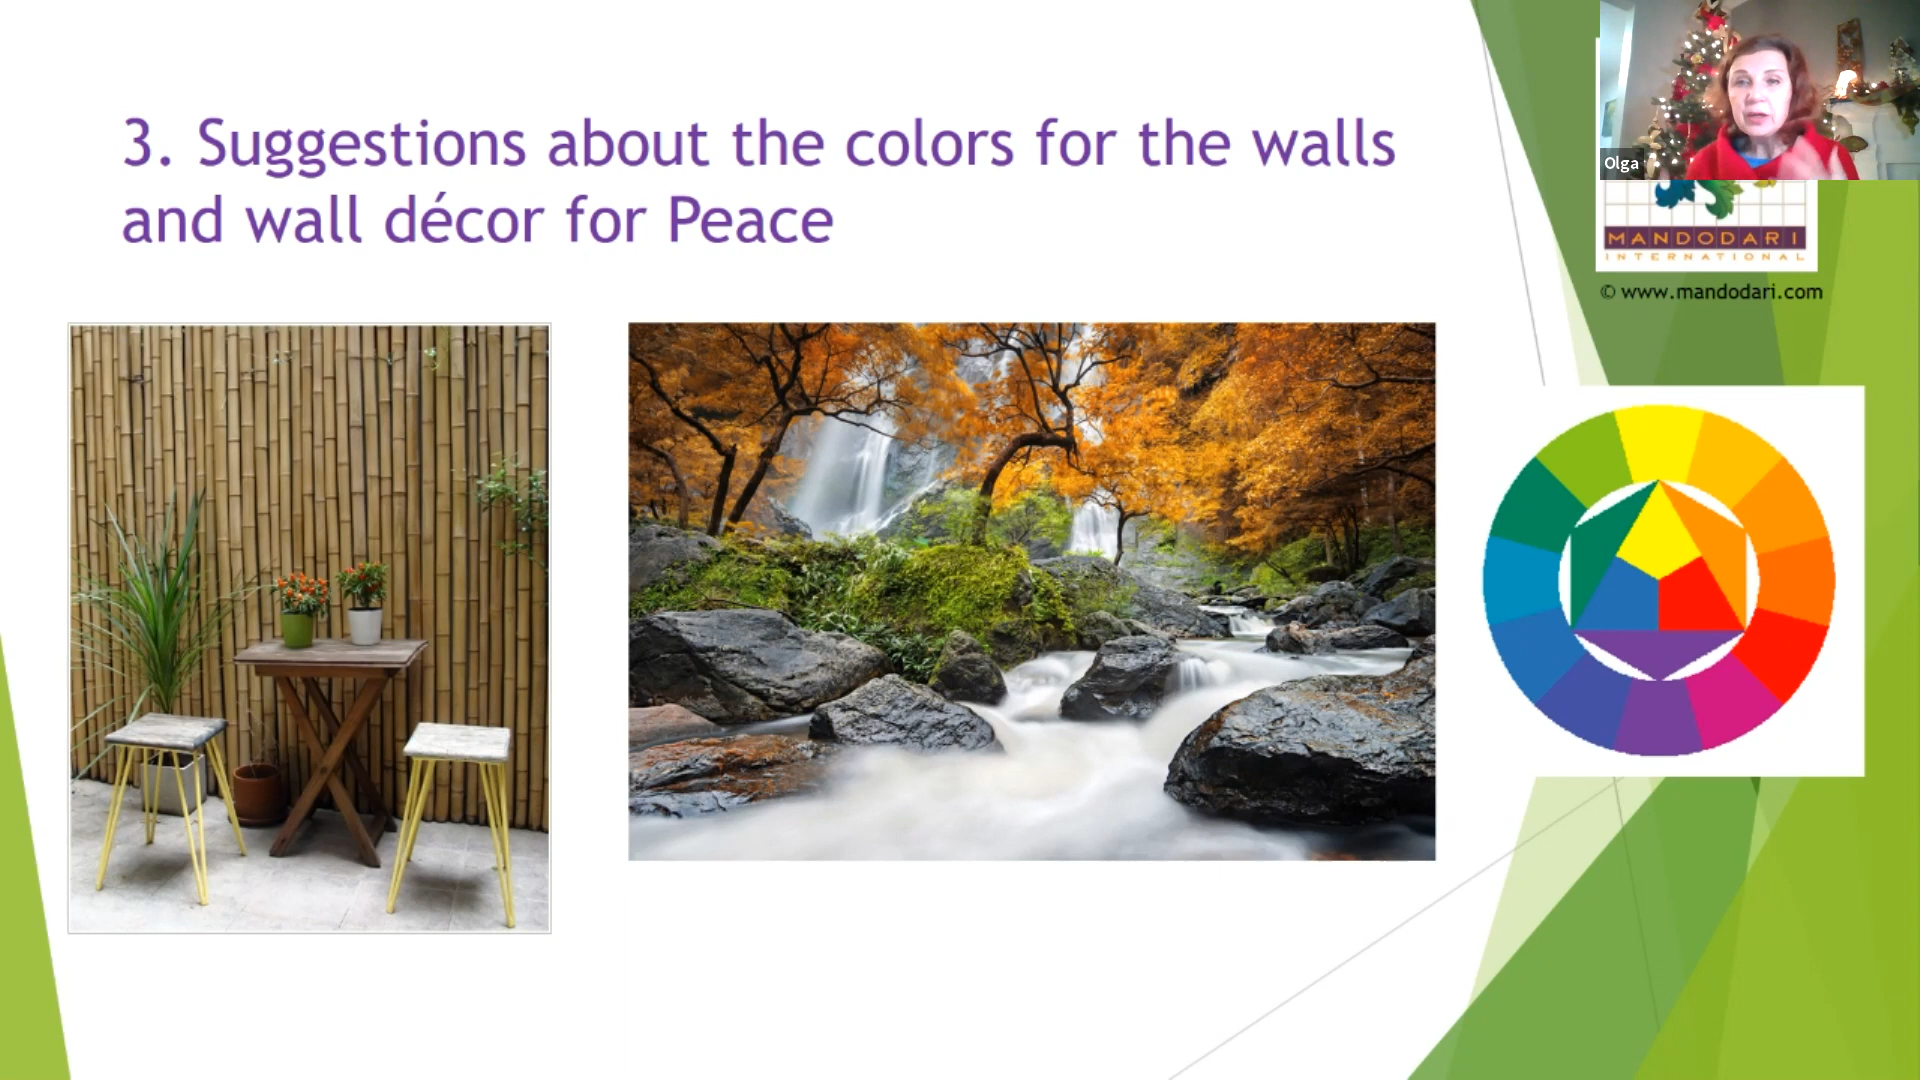 3. Suggestions about the colors for the walls
and wall décor for Peace
Olga
MANDODARI
INTERNATIONAL
© www.mandodari.com